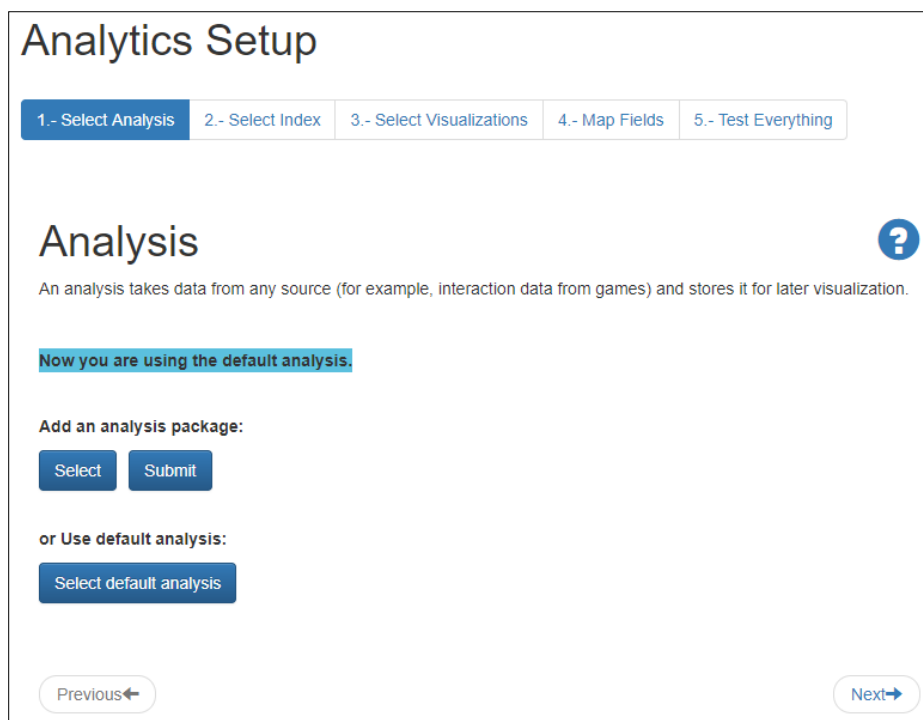 Analytics Setup
1.- Select Analysis 2.- Select Index 3.- Select Visualizations 4.- Map Fields 5.- Test Everything
Analysis
?
An analysis takes data from any source (for example, interaction data from games) and stores it for later visualization.
Now you are using the default analysis.
Add an analysis package:
Select Submit
or Use default analysis:
Select default analysis
Previous Next